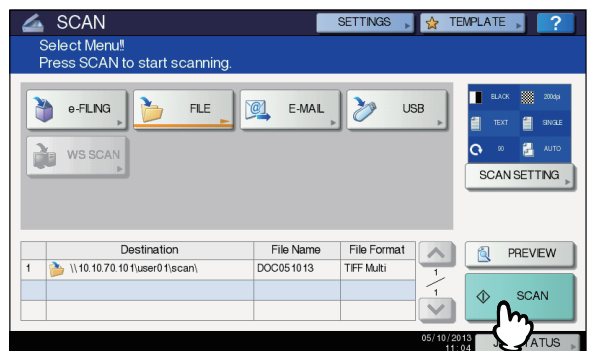 SCAN
SETTINGS
TEMPLATE
?
Select Menu!!
Press SCAN to start scanning.
e-FILING
FILE
E-MAIL
USB
WS SCAN
BLACK
200dpi
TEXT
SINGLE
90
AUTO
SCAN SETTING
Destination File Name File Format
1 \\10.10.70.101\user01\scan\ DOC051013 TIFF Multi
1
1
PREVIEW
SCAN
05/10/2013
11:04
TATUS